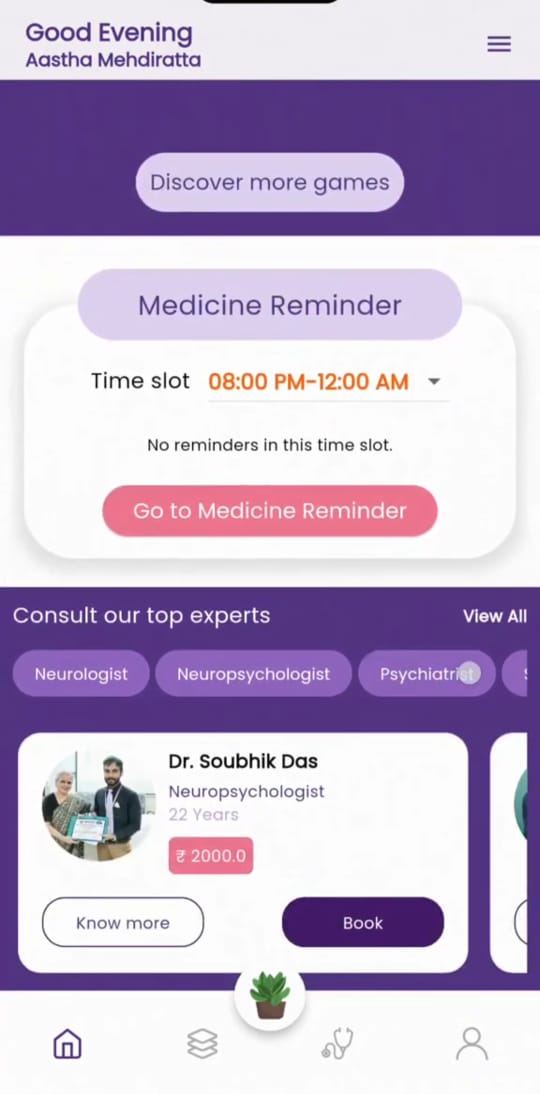 Good Evening
Aastha Mehdiratta
Discover more games
Medicine Reminder
Time slot 08:00 PM-12:00 AM
No reminders in this time slot.
Go to Medicine Reminder
Consult our top experts View All
Neurologist Neuropsychologist Psychiatrist
Dr. Soubhik Das
Neuropsychologist
22 Years
₹ 2000.0
Know more Book